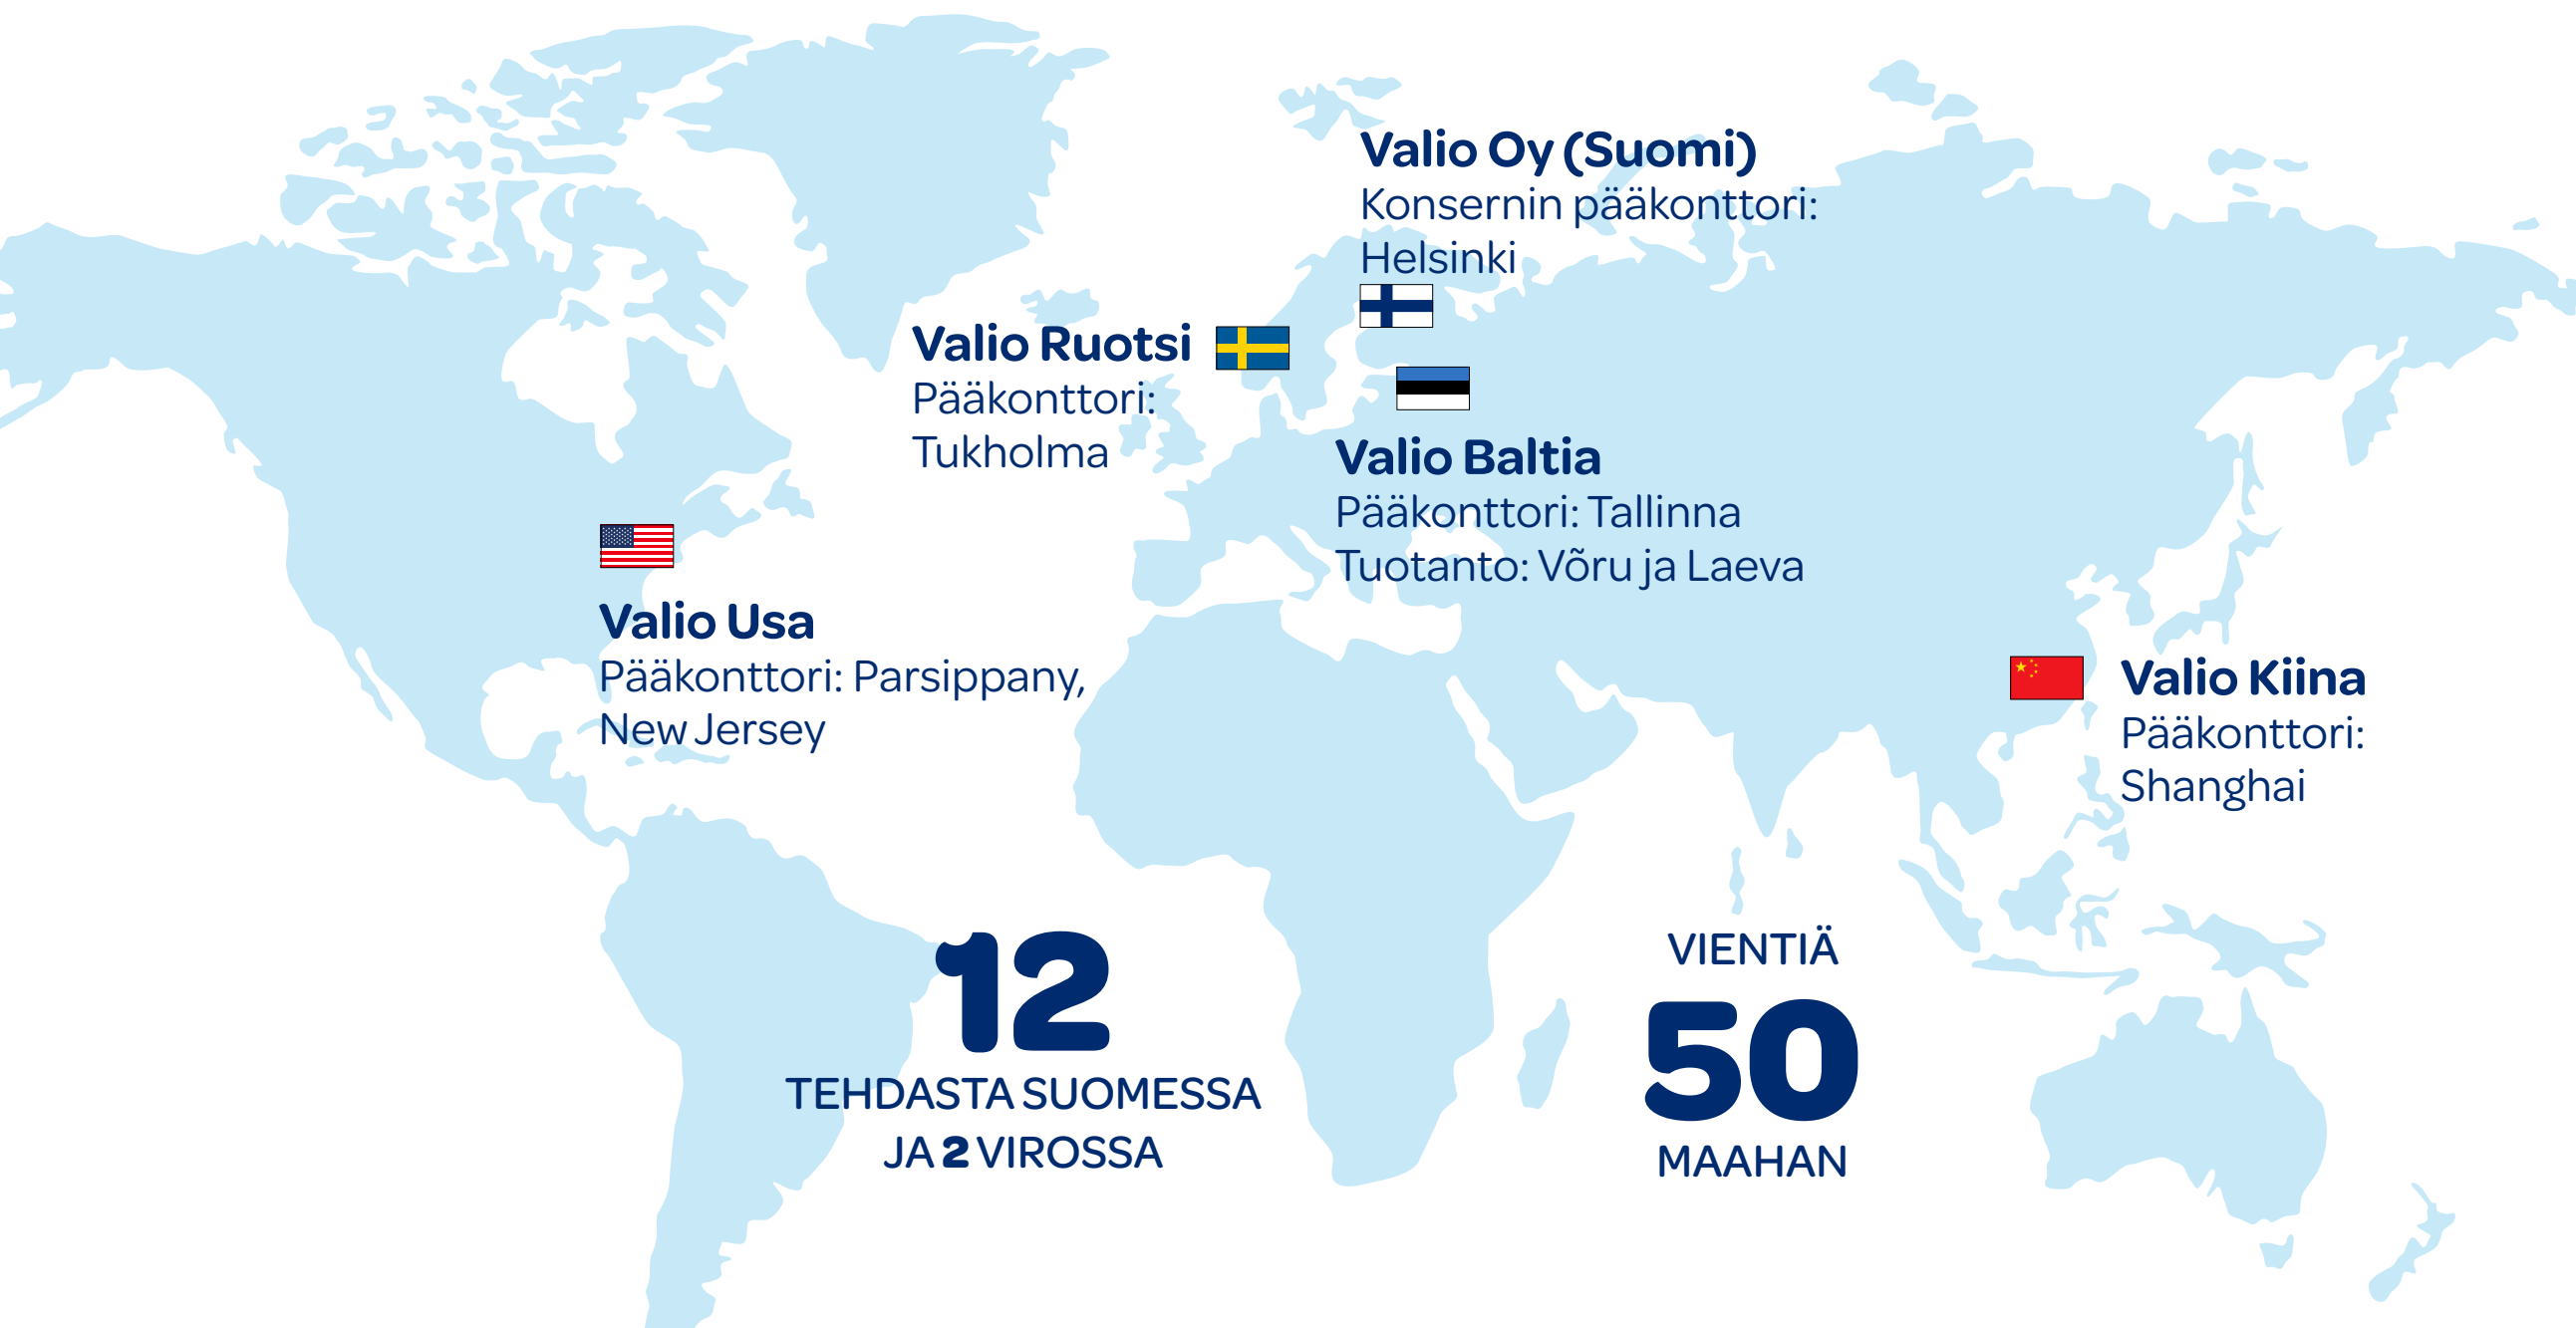 Valio Oy (Suomi)
Konsernin pääkonttori:
Helsinki
Valio Ruotsi
Pääkonttori:
Tukholma
Valio Baltia
Pääkonttori: Tallinna
Tuotanto: Võru ja Laeva
Valio Usa
Pääkonttori: Parsippany,
New Jersey
Valio Kiina
Pääkonttori:
Shanghai
12
TEHDASTA SUOMESSA
JA 2 VIROSSA
VIENTIÄ
50
MAAHAN